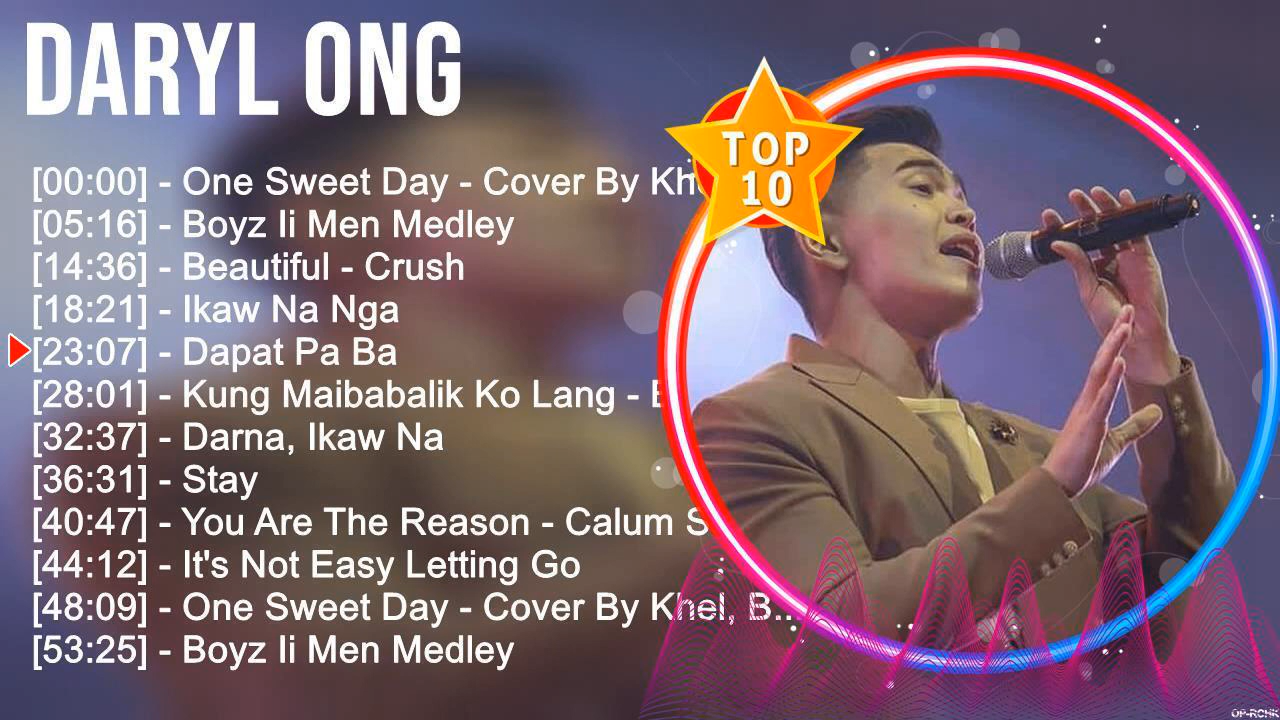 DARYL ONG
TOP
10
[00:00] - One Sweet Day - Cover By
[05:16] - Boyz Ii Men Medley
[14:36] - Beautiful - Crush
[18:21] - Ikaw Na Nga
[23:07] - Dapat Pa Ba
[28:01] - Kung Maibabalik Ko Lang -
[32:37] - Darna, Ikaw Na
[36:31] - Stay
[40:47] - You Are The Reason - Calum S
[44:12] - It's Not Easy Letting Go
[48:09] - One Sweet Day - Cover By Khel, B...
[53:25] - Boyz Ii Men Medley
OP-RCHK